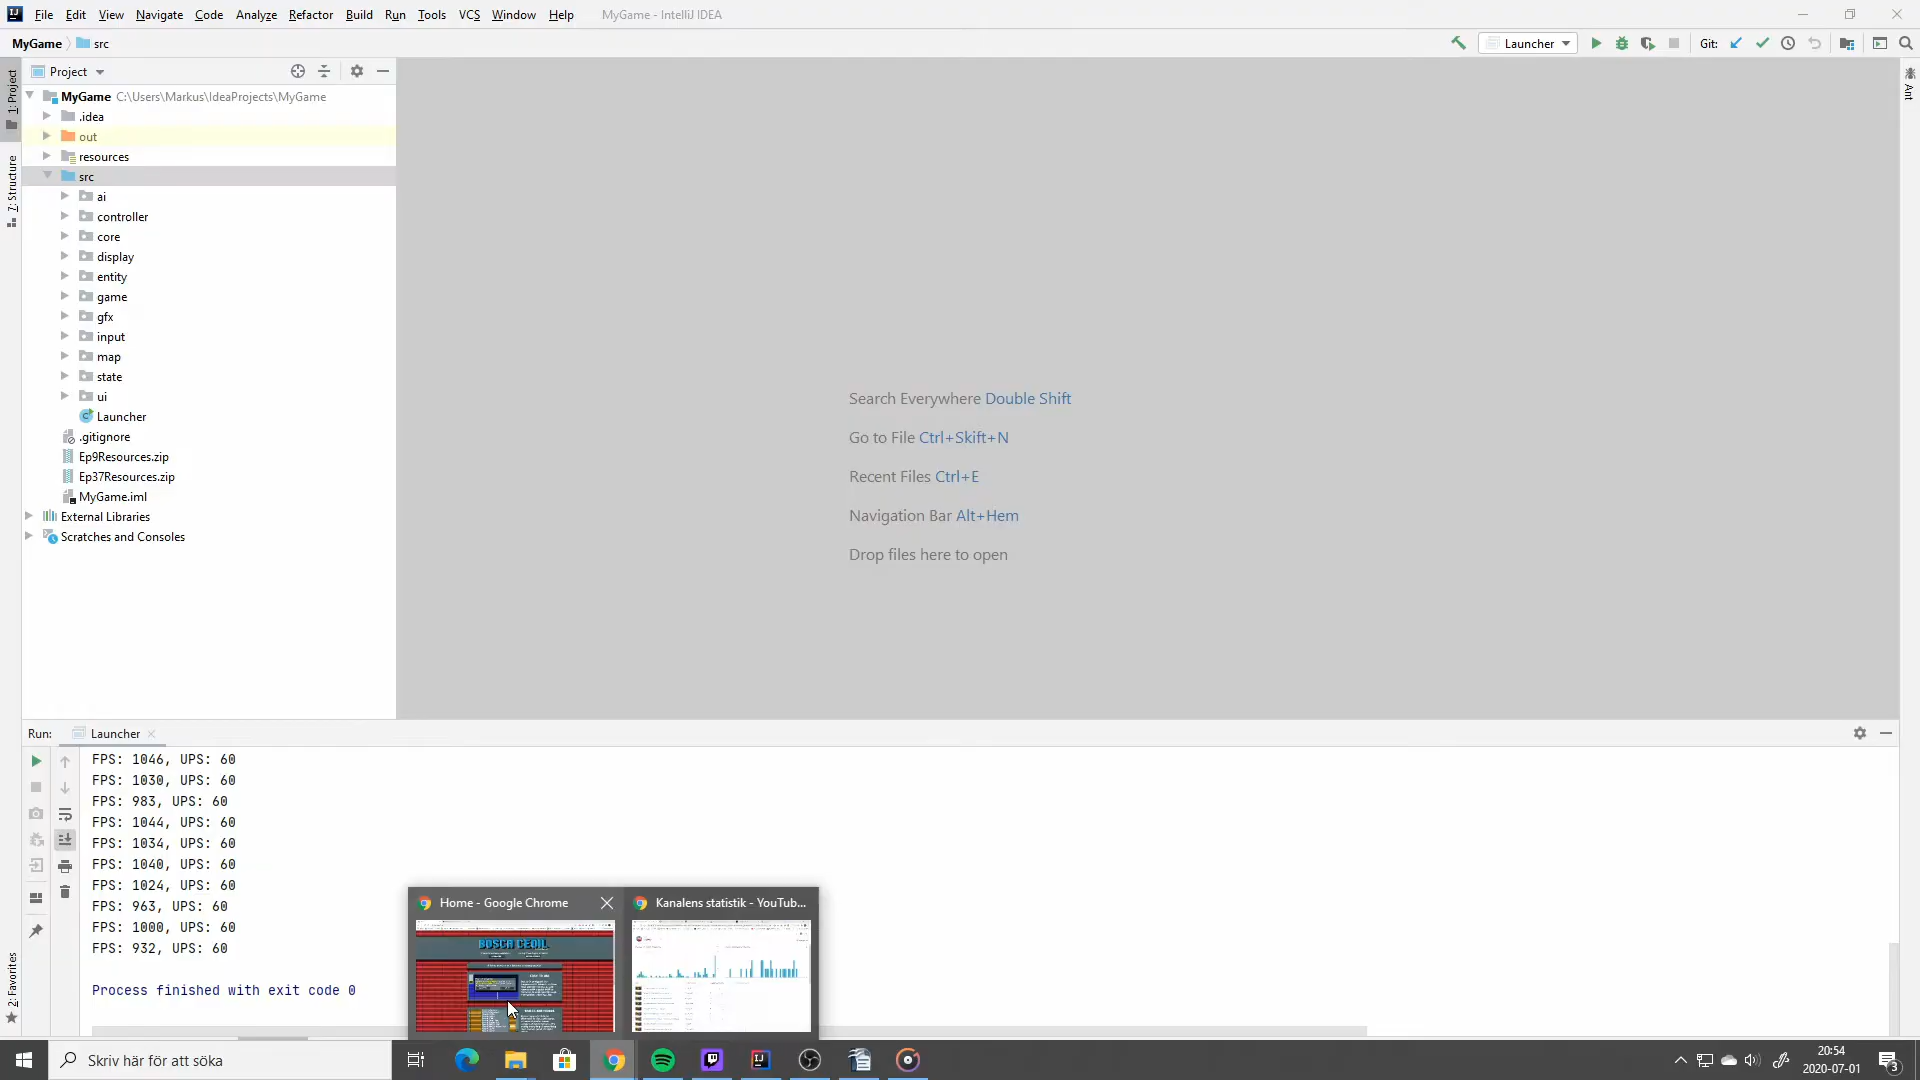 File Edit View Navigate Code Analyze Refactor Build Run Tools VCS Window Help MyGame - IntelliJ IDEA
MyGame src
Launcher
Git:
1: Project
7: Structure
2: Favorites
Ant
Project
MyGame C:\Users\Markus\IdeaProjects\MyGame
.idea
out
resources
src
ai
controller
core
display
entity
game
gfx
input
map
state
ui
Launcher
.gitignore
Ep9Resources.zip
Ep37Resources.zip
MyGame.iml
External Libraries
Scratches and Consoles
Search Everywhere Double Shift
Go to File Ctrl+Skift+N
Recent Files Ctrl+E
Navigation Bar Alt+Hem
Drop files here to open
Run: Launcher
FPS: 1046, UPS: 60
FPS: 1030, UPS: 60
FPS: 983, UPS: 60
FPS: 1044, UPS: 60
FPS: 1034, UPS: 60
FPS: 1040, UPS: 60
FPS: 1024, UPS: 60
FPS: 963, UPS: 60
FPS: 1000, UPS: 60
FPS: 932, UPS: 60
Process finished with exit code 0
Home - Google Chrome
Kanalens statistik - YouTub...
BOSCA CEOIL
Skriv här för att söka
20:54
2020-07-01
3